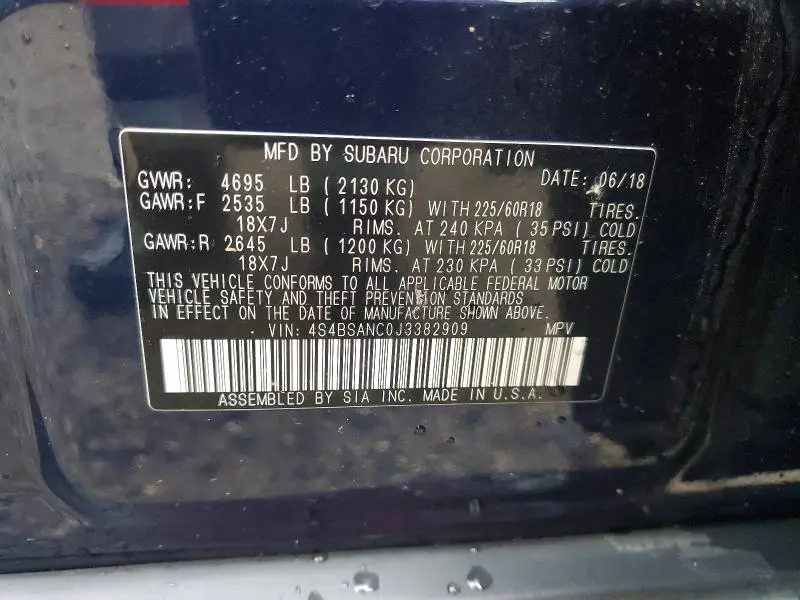 MFD BY SUBARU CORPORATION
GVWR: 4695 LB ( 2130 KG) DATE: 06/18
GAWR:F 2535 LB ( 1150 KG) WITH 225/60R18 TIRES.
18X7J RIMS. AT 240 KPA ( 35 PSI) COLD
GAWR:R 2645 LB ( 1200 KG) WITH 225/60R18 TIRES.
18X7J RIMS. AT 230 KPA ( 33 PSI) COLD
THIS VEHICLE CONFORMS TO ALL APPLICABLE FEDERAL MOTOR
VEHICLE SAFETY AND THEFT PREVENTION STANDARDS
IN EFFECT ON THE DATE OF MANUFACTURE SHOWN ABOVE.
VIN: 4S4BSANC0J3382909 MPV
ASSEMBLED BY SIA INC. MADE IN U.S.A.